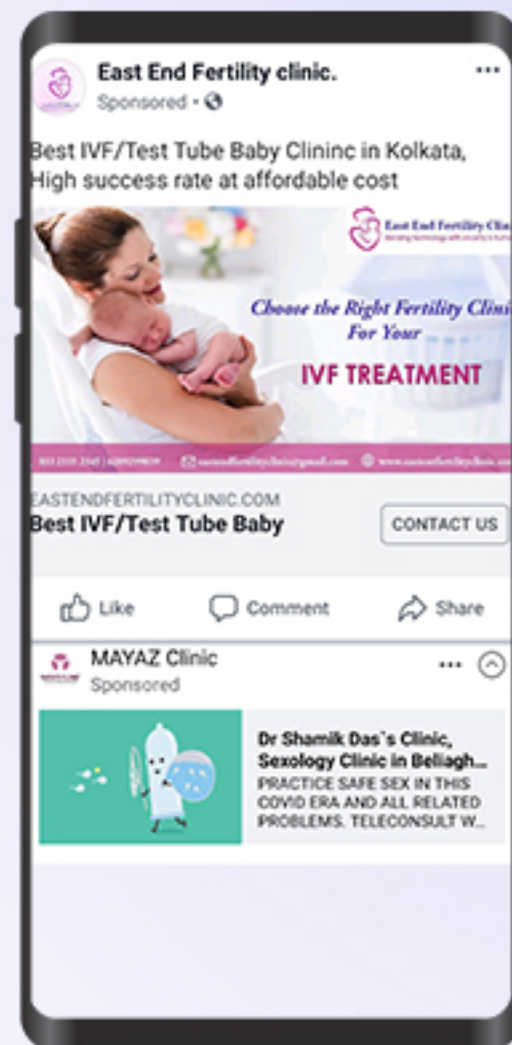 East End Fertility clinic.
Sponsored •
Best IVF/Test Tube Baby Clininc in Kolkata,
High success rate at affordable cost
East End Fertility Clin
Choose the Right Fertility Clini
For Your
IVF TREATMENT
eastendfertilityclinic@gmail.com
EASTENDFERTILITYCLINIC.COM
Best IVF/Test Tube Baby
CONTACT US
Like Comment Share
MAYAZ Clinic
Sponsored
Dr Shamik Das`s Clinic,
Sexology Clinic in Beliagh...
PRACTICE SAFE SEX IN THIS
COVID ERA AND ALL RELATED
PROBLEMS. TELECONSULT W...